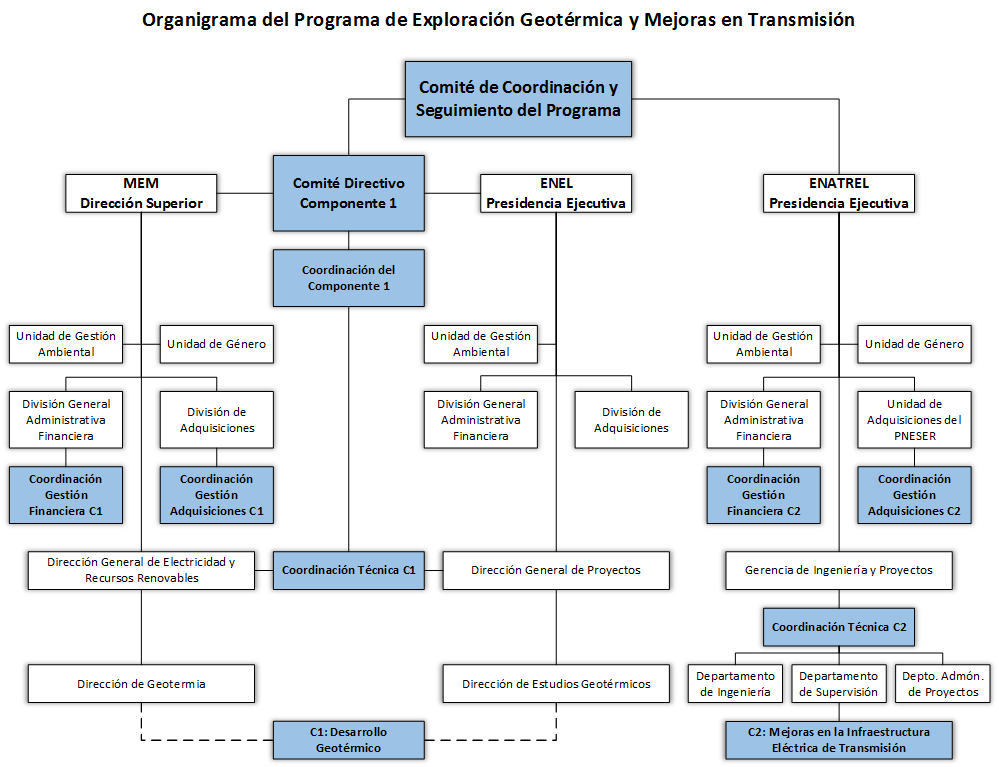 Organigrama del Programa de Exploración Geotérmica y Mejoras en Transmisión
Comité de Coordinación y
Seguimiento del Programa
MEM
Dirección Superior
Comité Directivo
Componente 1
ENEL
Presidencia Ejecutiva
ENATREL
Presidencia Ejecutiva
Coordinación del
Componente 1
Unidad de Gestión
Ambiental
Unidad de Género
Unidad de Gestión
Ambiental
Unidad de Gestión
Ambiental
Unidad de Género
División General
Administrativa
Financiera
División de
Adquisiciones
División General
Administrativa
Financiera
División de
Adquisiciones
División General
Administrativa
Financiera
Unidad de
Adquisiciones del
PNESER
Coordinación
Gestión
Financiera C1
Coordinación
Gestión
Adquisiciones C1
Coordinación
Gestión
Financiera C2
Coordinación
Gestión
Adquisiciones C2
Dirección General de Electricidad y
Recursos Renovables
Coordinación Técnica C1
Dirección General de Proyectos
Gerencia de Ingeniería y Proyectos
Coordinación Técnica C2
Dirección de Geotermia
Dirección de Estudios Geotérmicos
Departamento
de Ingeniería
Departamento
de Supervisión
Depto. Admón.
de Proyectos
C1: Desarrollo
Geotérmico
C2: Mejoras en la Infraestructura
Eléctrica de Transmisión